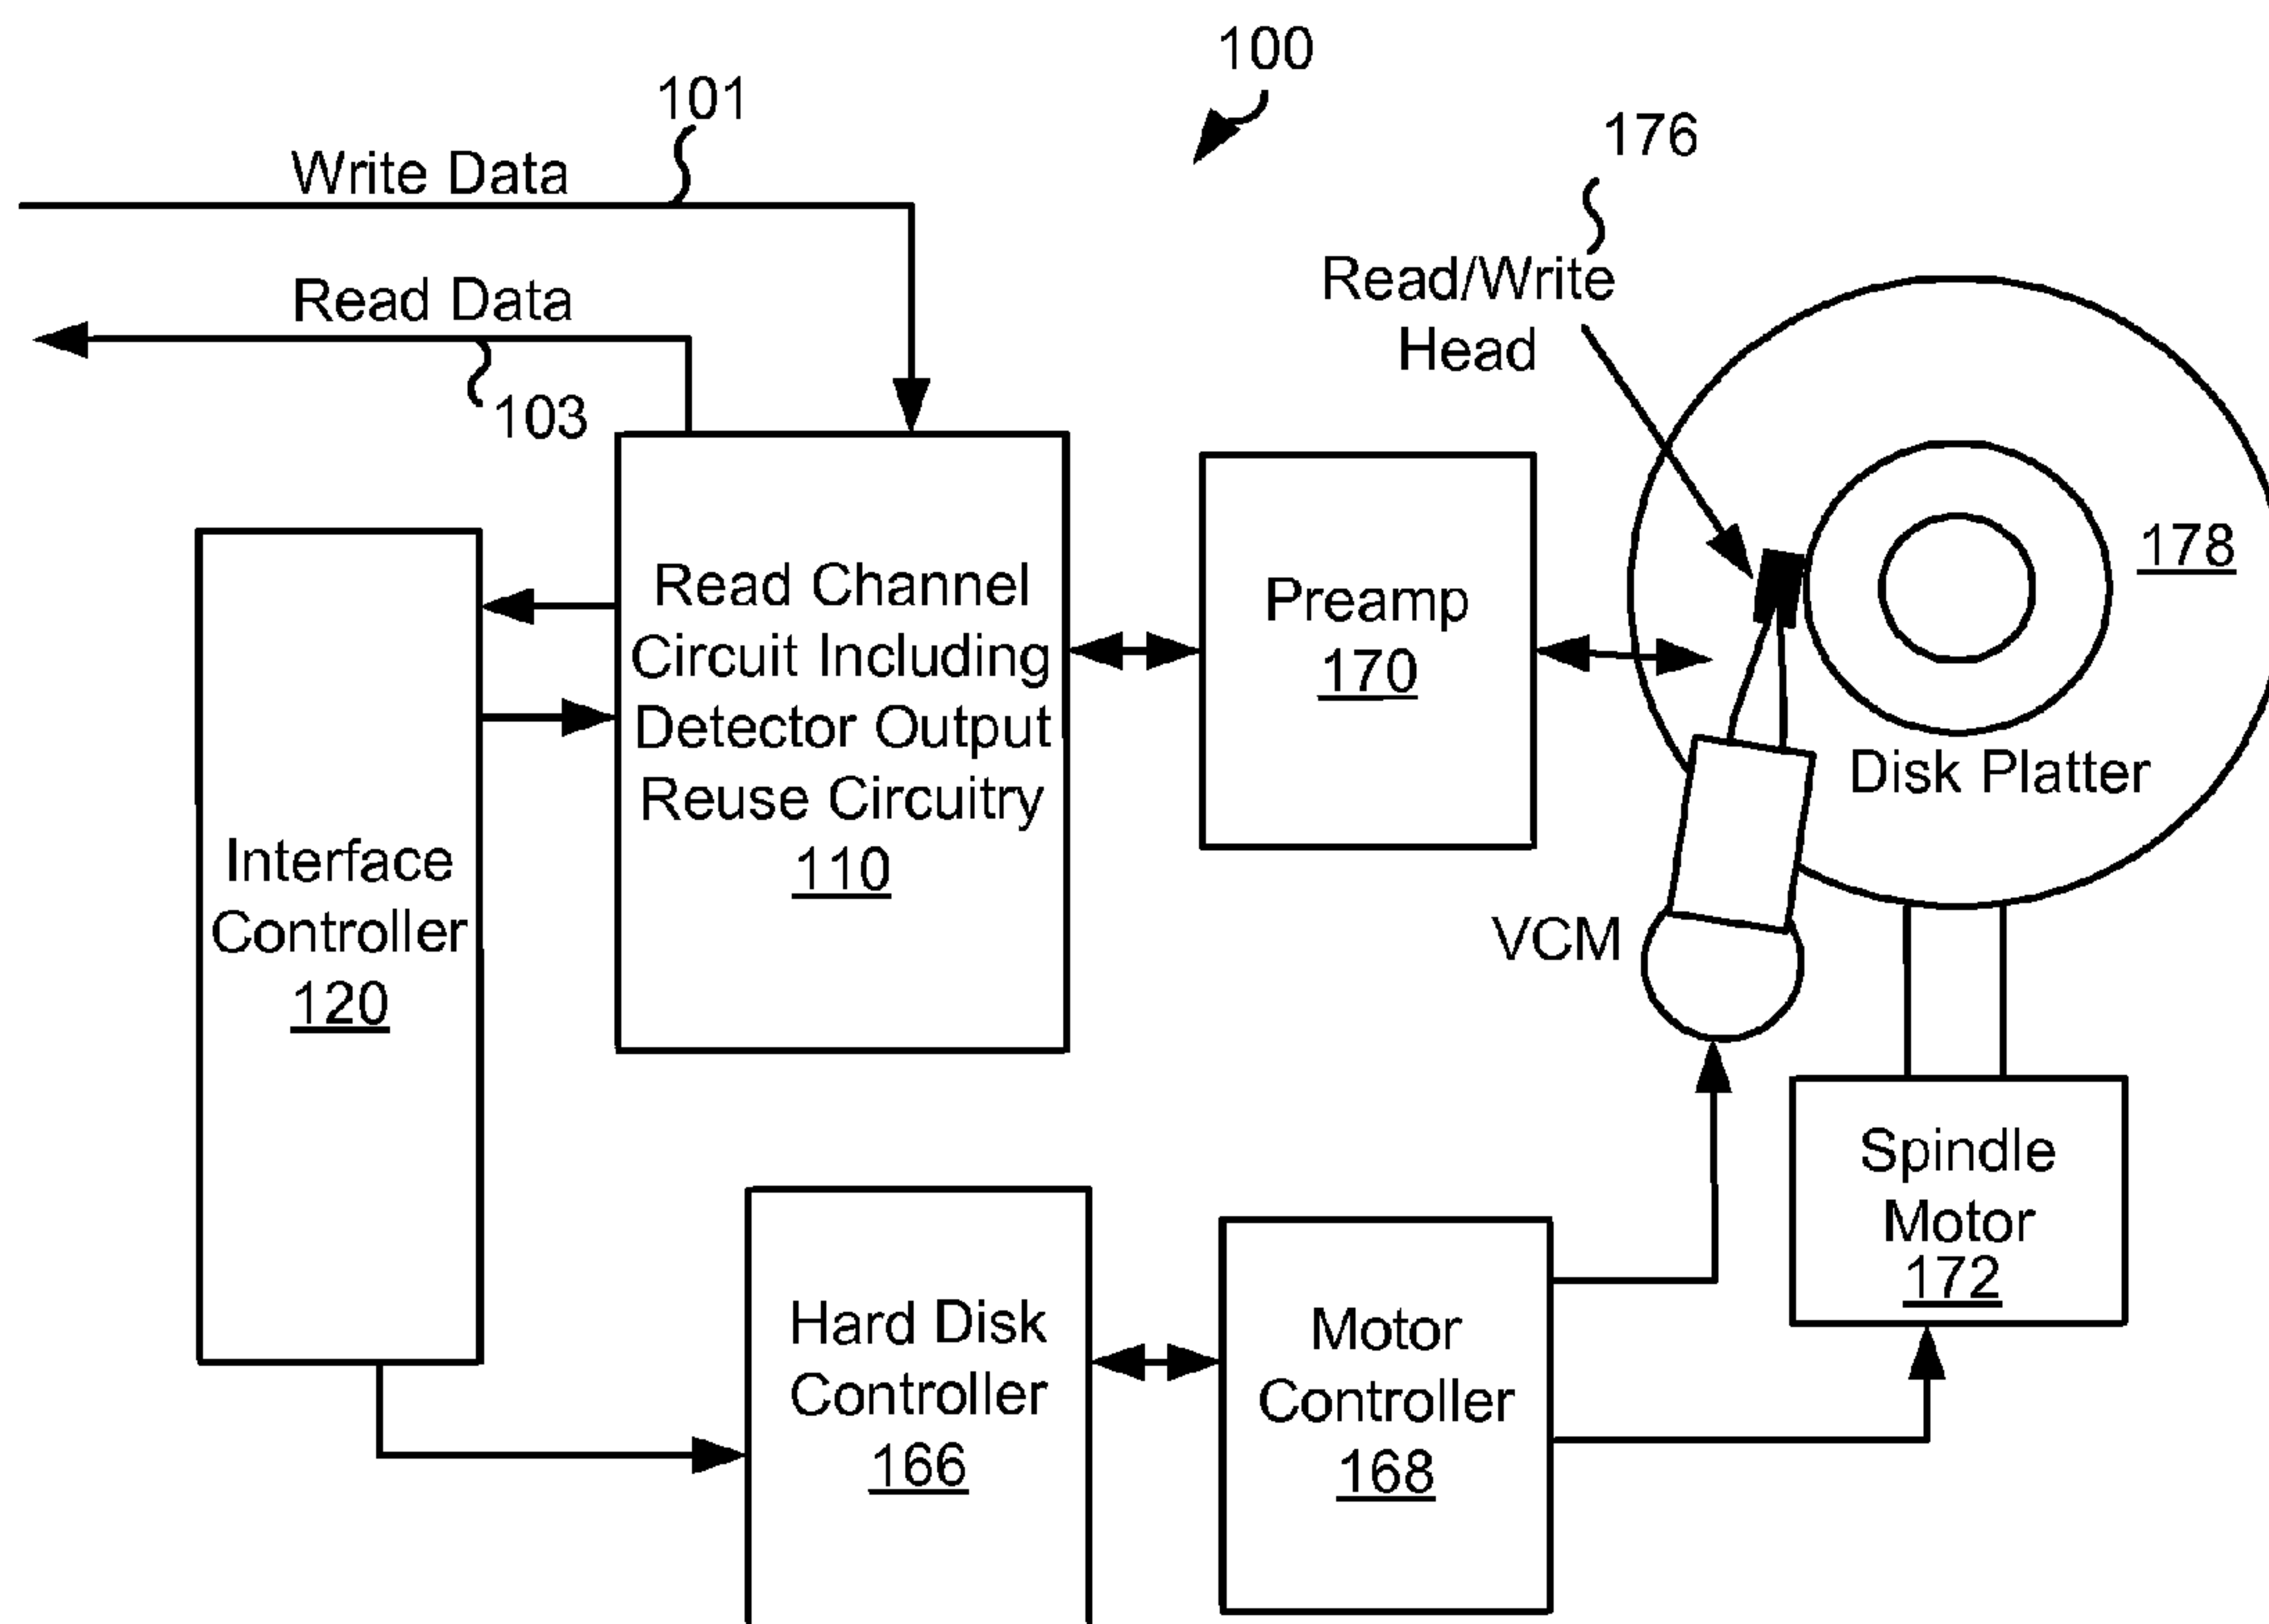 100
101
176
Write Data
Read Data
103
Read/Write
Head
Read Channel
Circuit Including
Detector Output
Reuse Circuitry
110
Preamp
170
178
Disk Platter
Interface
Controller
120
VCM
Spindle
Motor
172
Hard Disk
Controller
166
Motor
Controller
168